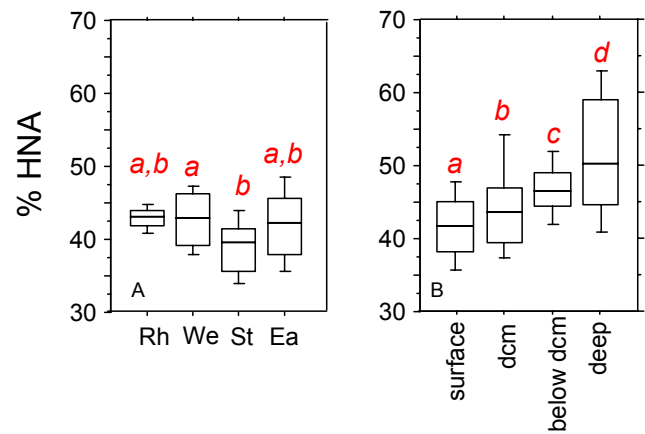 % HNA
70
60
50
40
30
a,b
a
b
a,b
A
Rh We St Ea
70
60
50
40
30
a
b
c
d
B
surface
dcm
below dcm
deep